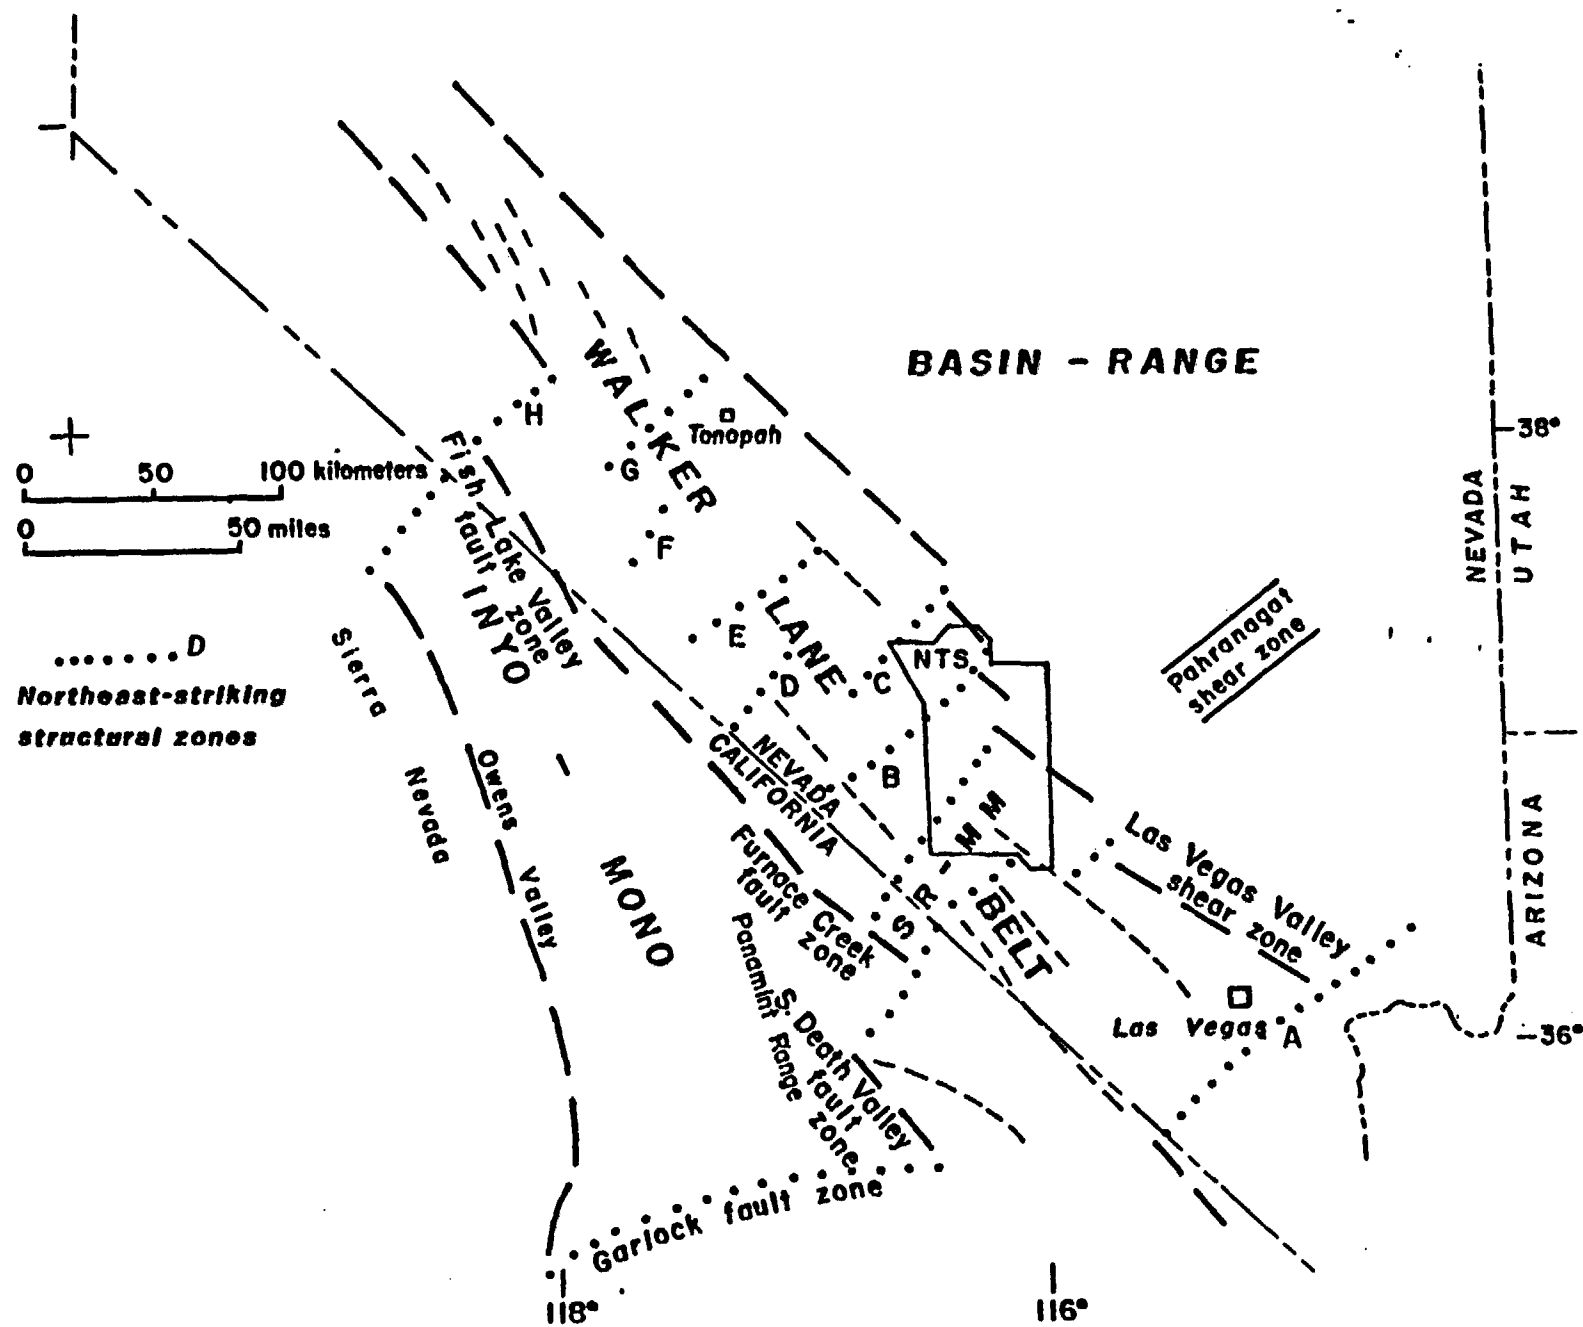 BASIN - RANGE
WALKER
LANE
BELT
H
Tonopah
G
F
E
D
C
B
A
NTS
38°
36°
118°
116°
0 50 100 kilometers
0 50 miles
D
Northeast-striking
structural zones
Fish Lake Valley
fault zone
INYO
MONO
Sierra
Nevada
Owens Valley
NEVADA
CALIFORNIA
Furnace Creek
fault zone
Panamint Range
S. Death Valley
fault zone
Garlock fault zone
S R - M M
Las Vegas Valley
shear zone
Las Vegas
Pahranagat
shear zone
NEVADA
UTAH
ARIZONA